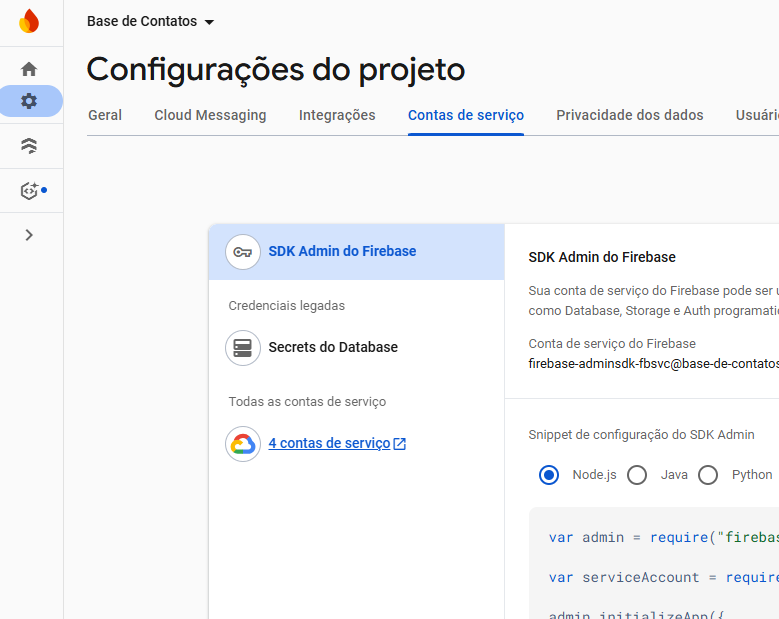 Base de Contatos
Configurações do projeto
Geral Cloud Messaging Integrações Contas de serviço Privacidade dos dados
SDK Admin do Firebase
Credenciais legadas
Secrets do Database
Todas as contas de serviço
4 contas de serviço
SDK Admin do Firebase
Sua conta de serviço do Firebase pode ser
como Database, Storage e Auth
Conta de serviço do Firebase
firebase-adminsdk-fbsvc@base-de-contatos
Snippet de configuração do SDK Admin
Node.js Java Python
var admin = require("fireba
var serviceAccount = require
admin.initializeApp({